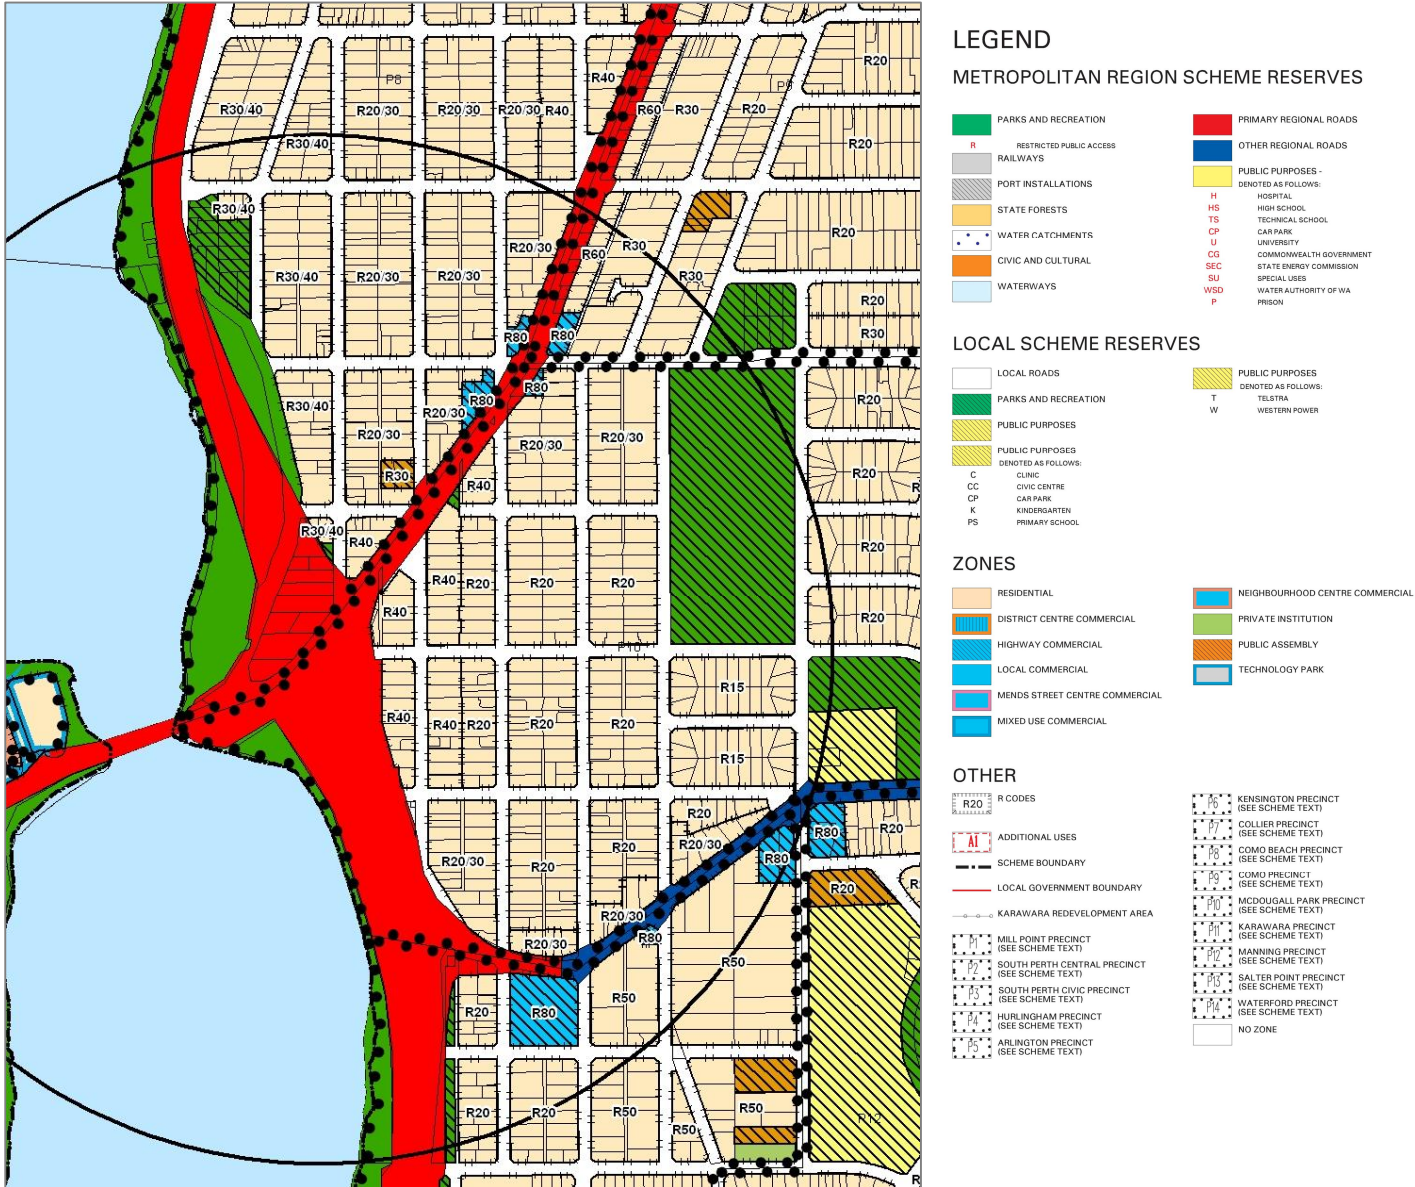 R20
P8
R40
P9
R30/40
R20/30
R20/30
R20/30
R40
R60
R30
R20
R30/40
R20
R30/40
R20
R20/30
R30
R60
R30/40
R20/30
R20/30
R30
R20
R80
R80
R30
R80
R80
R30/40
R20/30
R20
R20/30
R20/30
R20/30
R30
R20
R40
R
R30/40
R40
R20
R40
R20
R20
R20
R40
R20
P10
R15
R40
R40
R20
R20
R20
R15
R20
R20/30
R80
R20
R20/30
R20
R20
R80
R20
R
R20/30
R80
R20/30
R50
R50
R20
R80
R50
R20
R20
R50
R50
R50
P12
R
LEGEND
METROPOLITAN REGION SCHEME RESERVES
PARKS AND RECREATION
R RESTRICTED PUBLIC ACCESS
RAILWAYS
PORT INSTALLATIONS
STATE FORESTS
WATER CATCHMENTS
CIVIC AND CULTURAL
WATERWAYS
PRIMARY REGIONAL ROADS
OTHER REGIONAL ROADS
PUBLIC PURPOSES -
DENOTED AS FOLLOWS:
H HOSPITAL
HS HIGH SCHOOL
TS TECHNICAL SCHOOL
CP CAR PARK
U UNIVERSITY
CG COMMONWEALTH GOVERNMENT
SEC STATE ENERGY COMMISSION
SU SPECIAL USES
WSD WATER AUTHORITY OF WA
P PRISON
LOCAL SCHEME RESERVES
LOCAL ROADS
PARKS AND RECREATION
PUBLIC PURPOSES
PUBLIC PURPOSES
DENOTED AS FOLLOWS:
C CLINIC
CC CIVIC CENTRE
CP CAR PARK
K KINDERGARTEN
PS PRIMARY SCHOOL
PUBLIC PURPOSES
DENOTED AS FOLLOWS:
T TELSTRA
W WESTERN POWER
ZONES
RESIDENTIAL
DISTRICT CENTRE COMMERCIAL
HIGHWAY COMMERCIAL
LOCAL COMMERCIAL
MENDS STREET CENTRE COMMERCIAL
MIXED USE COMMERCIAL
NEIGHBOURHOOD CENTRE COMMERCIAL
PRIVATE INSTITUTION
PUBLIC ASSEMBLY
TECHNOLOGY PARK
OTHER
R20 R CODES
A1 ADDITIONAL USES
SCHEME BOUNDARY
LOCAL GOVERNMENT BOUNDARY
KARAWARA REDEVELOPMENT AREA
P1 MILL POINT PRECINCT
(SEE SCHEME TEXT)
P2 SOUTH PERTH CENTRAL PRECINCT
(SEE SCHEME TEXT)
P3 SOUTH PERTH CIVIC PRECINCT
(SEE SCHEME TEXT)
P4 HURLINGHAM PRECINCT
(SEE SCHEME TEXT)
P5 ARLINGTON PRECINCT
(SEE SCHEME TEXT)
P6 KENSINGTON PRECINCT
(SEE SCHEME TEXT)
P7 COLLIER PRECINCT
(SEE SCHEME TEXT)
P8 COMO BEACH PRECINCT
(SEE SCHEME TEXT)
P9 COMO PRECINCT
(SEE SCHEME TEXT)
P10 MCDOUGALL PARK PRECINCT
(SEE SCHEME TEXT)
P11 KARAWARA PRECINCT
(SEE SCHEME TEXT)
P12 MANNING PRECINCT
(SEE SCHEME TEXT)
P13 SALTER POINT PRECINCT
(SEE SCHEME TEXT)
P14 WATERFORD PRECINCT
(SEE SCHEME TEXT)
NO ZONE